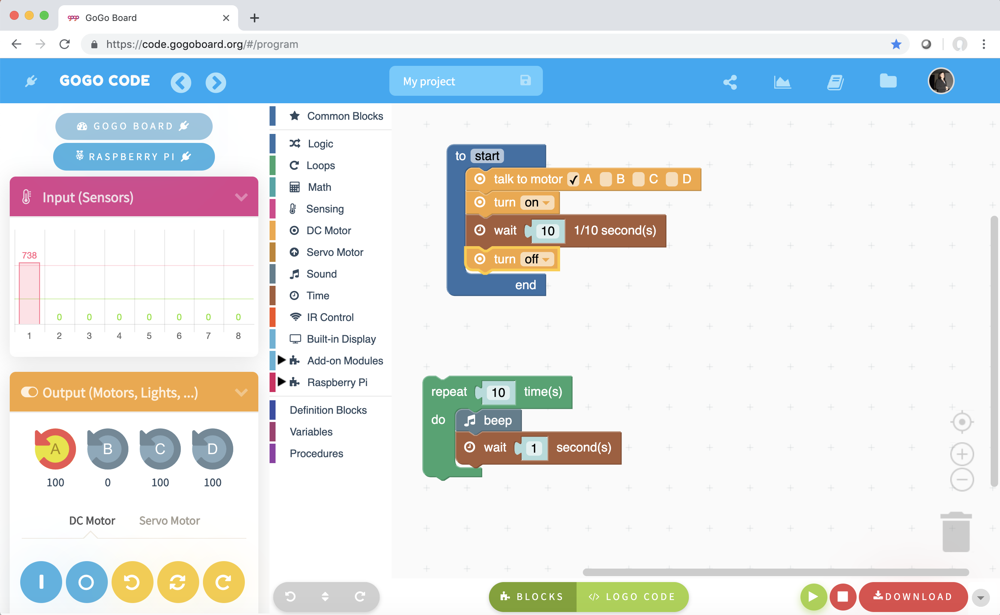 gogo GoGo Board
https://code.gogoboard.org/#/program
GOGO CODE
My project
GOGO BOARD
RASPBERRY PI
Input (Sensors)
738
0 0 0 0 0 0 0
1 2 3 4 5 6 7 8
Output (Motors, Lights, ...)
A B C D
100 0 100 100
DC Motor Servo Motor
Common Blocks
Logic
Loops
Math
Sensing
DC Motor
Servo Motor
Sound
Time
IR Control
Built-in Display
Add-on Modules
Raspberry Pi
Definition Blocks
Variables
Procedures
to start
talk to motor A B C D
turn on
wait 10 1/10 second(s)
turn off
end
repeat 10 time(s)
do beep
wait 1 second(s)
BLOCKS </> LOGO CODE
DOWNLOAD